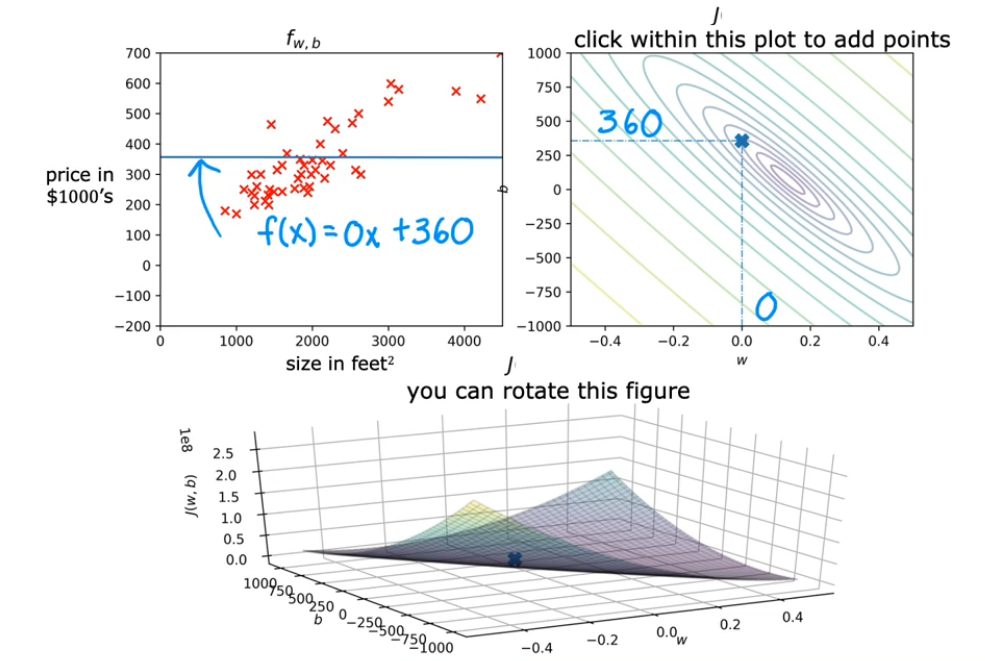 f_{w,b}
700
600
500
400
300
200
100
0
−100
−200
price in
$1000's
f(x) = 0x + 360
0 1000 2000 3000 4000
size in feet²
J
click within this plot to add points
1000
750
500
250
0
−250
−500
−750
−1000
b
360
0
−0.4 −0.2 0.0 0.2 0.4
w
J
you can rotate this figure
1e8
J(w, b)
2.5
2.0
1.5
1.0
0.5
0.0
1000 750 500 250 0 −250 −500 −750 −1000
b
−0.4 −0.2 0.0 0.2 0.4
w